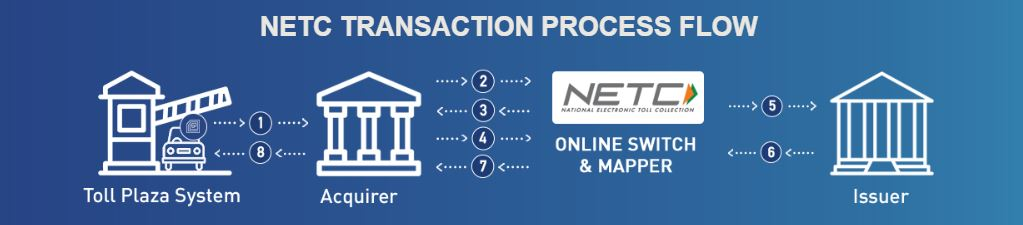 NETC TRANSACTION PROCESS FLOW
1
8
2
3
4
7
NETC
NATIONAL ELECTRONIC TOLL COLLECTION
ONLINE SWITCH
& MAPPER
5
6
Toll Plaza System
Acquirer
Issuer